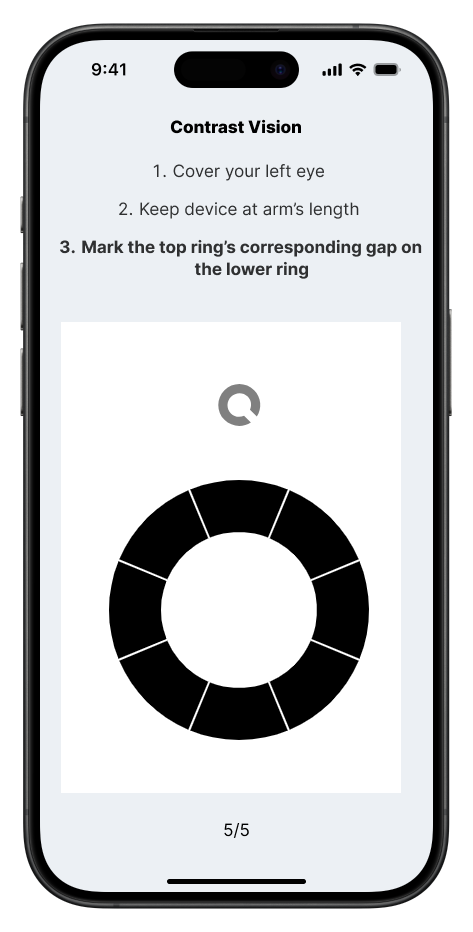 9:41
Contrast Vision
1. Cover your left eye
2. Keep device at arm’s length
3. Mark the top ring’s corresponding gap on
the lower ring
5/5